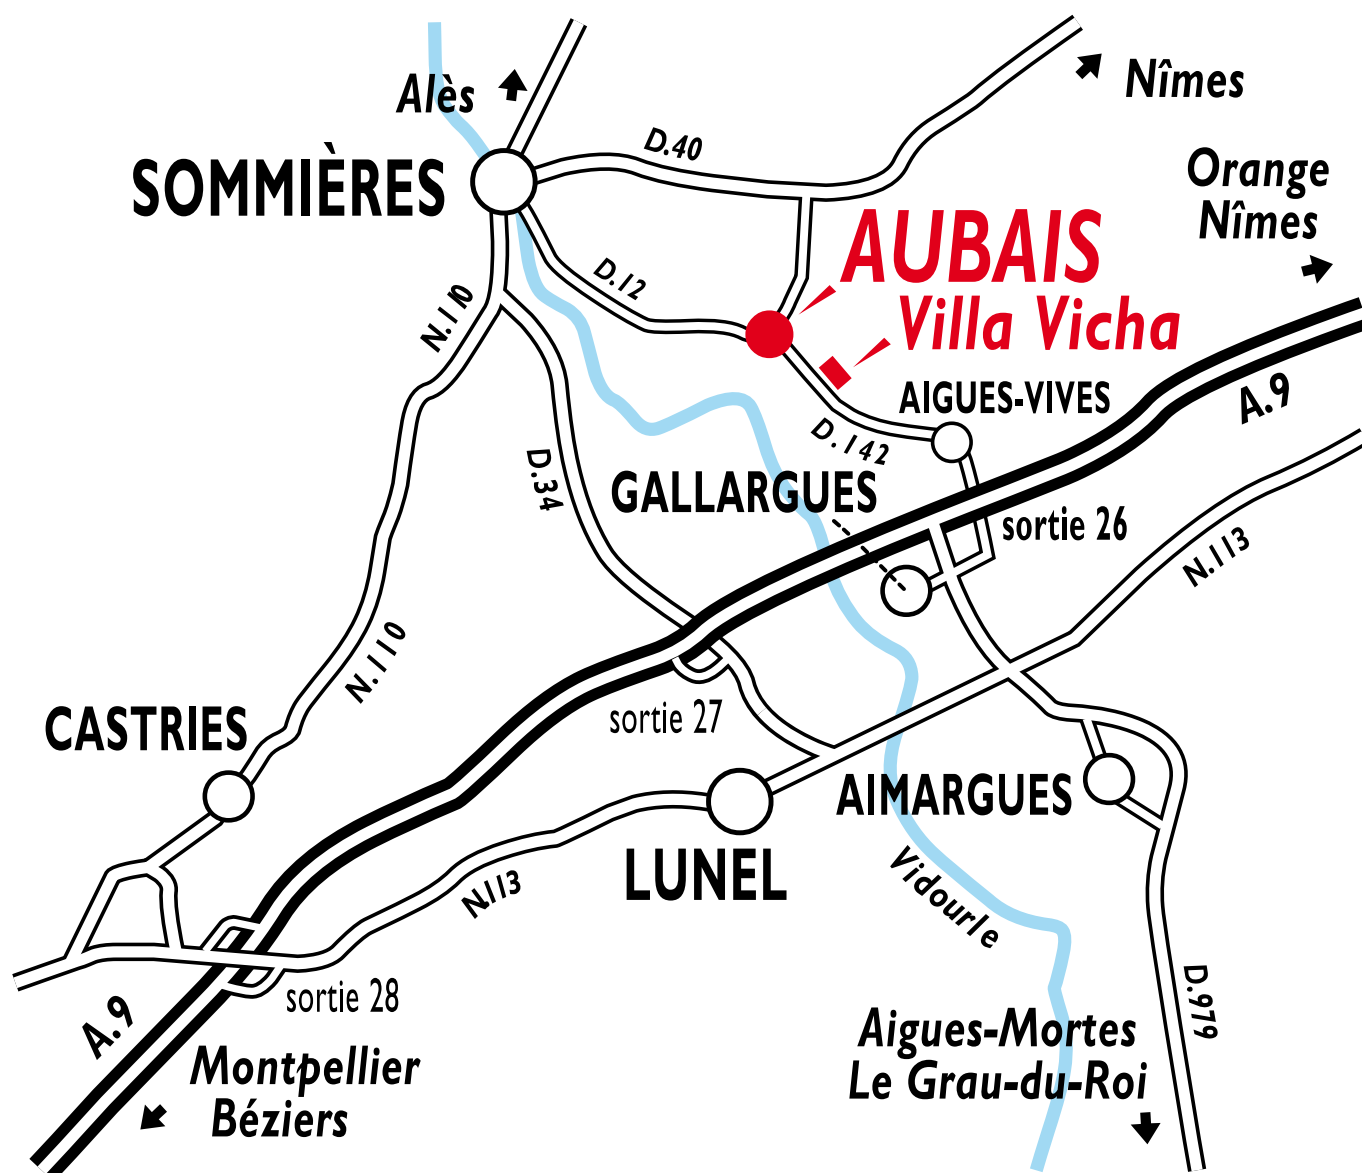 Alès
Nîmes
D.40
SOMMIÈRES
Orange
Nîmes
AUBAIS
D.12
N.110
Villa Vicha
A.9
AIGUES-VIVES
D.142
D.34
GALLARGUES
sortie 26
N.113
N.110
CASTRIES
sortie 27
AIMARGUES
LUNEL
N.113
Vidourle
sortie 28
D.979
A.9
Aigues-Mortes
Le Grau-du-Roi
Montpellier
Béziers